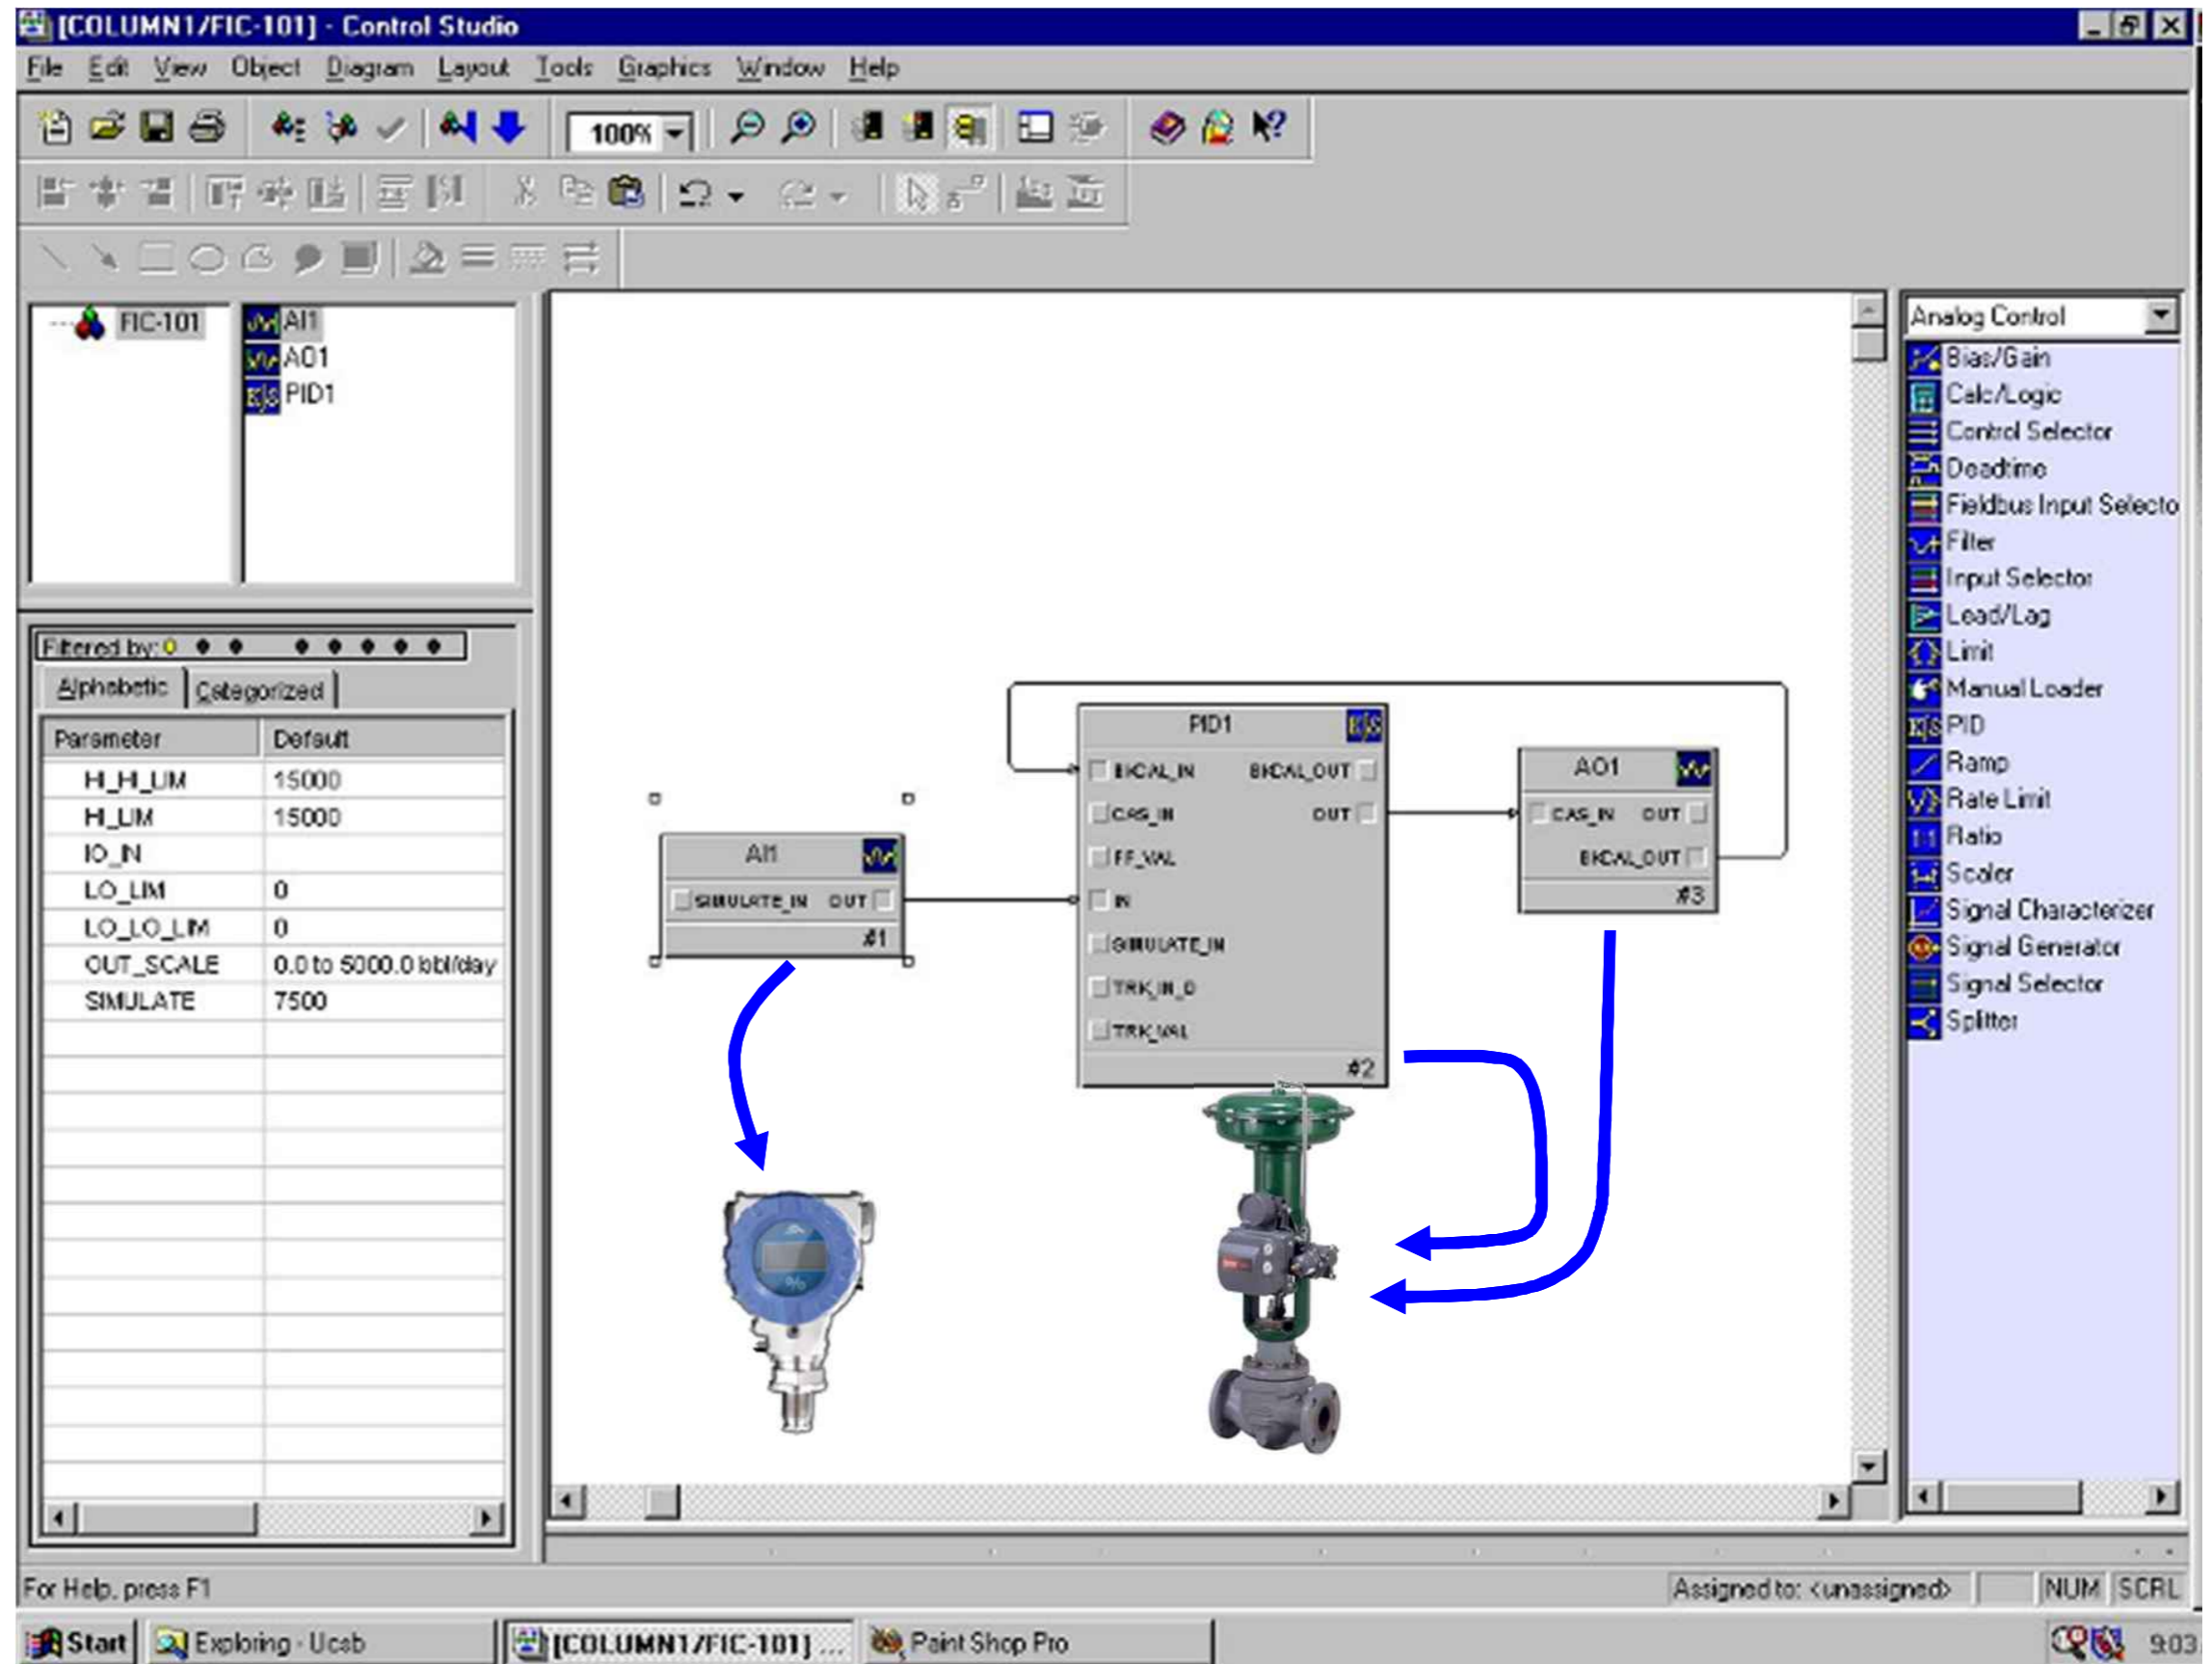 [COLUMN1/FIC-101] - Control Studio
File Edit View Object Diagram Layout Tools Graphics Window Help
100%
FIC-101
AI1
AO1
PID1
Filtered by:
Alphabetic Categorized
Parameter Default
HI_HI_LIM 15000
HI_LIM 15000
IO_IN
LO_LIM 0
LO_LO_LIM 0
OUT_SCALE 0.0 to 5000.0 bbl/day
SIMULATE 7500
AI1
SIMULATE_IN OUT
#1
PID1
BKCAL_IN BKCAL_OUT
CAS_IN OUT
FF_VAL
IN
SIMULATE_IN
TRK_IN_D
TRK_VAL
#2
AO1
CAS_IN OUT
BKCAL_OUT
#3
Analog Control
Bias/Gain
Calc/Logic
Control Selector
Deadtime
Fieldbus Input Selecto
Filter
Input Selector
Lead/Lag
Limit
Manual Loader
PID
Ramp
Rate Limit
Ratio
Scaler
Signal Characterizer
Signal Generator
Signal Selector
Splitter
For Help, press F1
Assigned to: <unassigned> NUM SCRL
Start Exploring - Ucsb [COLUMN1/FIC-101] ... Paint Shop Pro 9:03